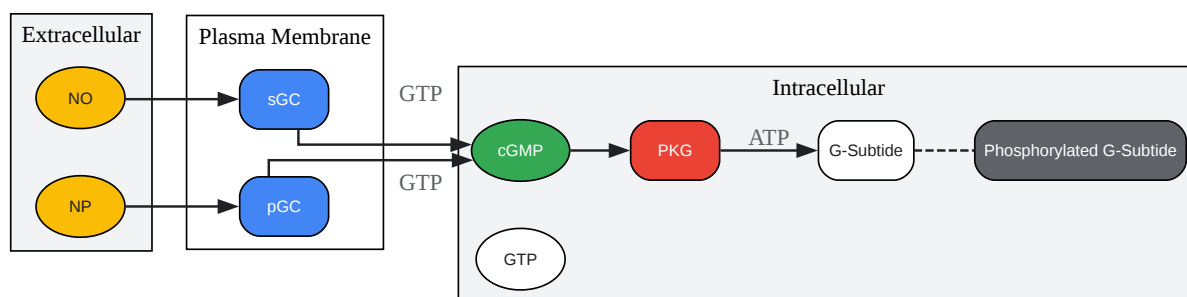 Extracellular
NO
NP
Plasma Membrane
sGC
pGC
GTP
GTP
Intracellular
cGMP
PKG
ATP
G-Subtide
Phosphorylated G-Subtide
GTP